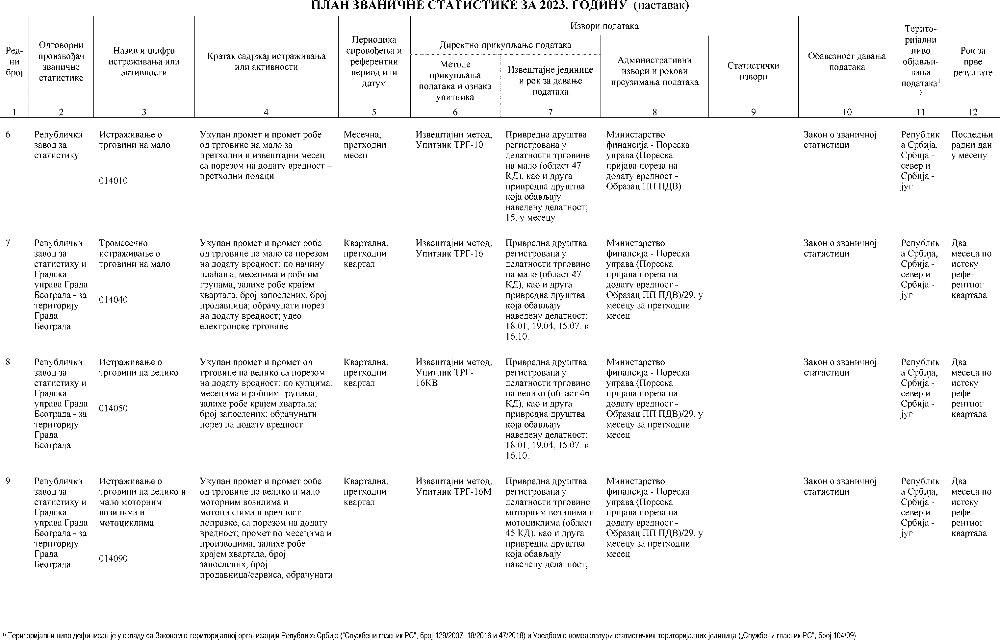 ПЛАН ЗВАНИЧНЕ СТАТИСТИКЕ ЗА 2023. ГОДИНУ (наставак)
Ред-
ни
број
Одговорни
произвођач
званичне
статистике
Назив и шифра
истраживања или
активности
Кратак садржај истраживања
или активности
Периодика
спровођења и
референтни
период или
датум
Извори података
Директно прикупљање података
Методе
прикупљања
података и ознака
упитника
Извештајне јединице
и рок за давање
података
Административни
извори и рокови
преузимања података
Статистички
извори
Обавезност давања
података
Терито-
ријални
ниво
објављи-
вања
података¹
)
Рок за
прве
резултате
1 2 3 4 5 6 7 8 9 10 11 12
6
Републички
завод за
статистику
Истраживање о
трговини на мало
014010
Укупан промет и промет робе
од трговине на мало за
претходни и извештајни месец
са порезом на додату вредност –
претходни подаци
Месечна;
претходни
месец
Извештајни метод;
Упитник ТРГ-10
Привредна друштва
регистрована у
делатности трговине
на мало (област 47
КД), као и друга
привредна друштва
која обављају
наведену делатност;
15. у месецу
Министарство
финансија - Пореска
управа (Пореска
пријава пореза на
додату вредност -
Образац ПП ПДВ)
Закон о званичној
статистици
Републик
а Србија,
Србија -
север и
Србија -
југ
Последњи
радни дан
у месецу
7
Републички
завод за
статистику и
Градска
управа Града
Београда - за
територију
Града
Београда
Тромесечно
истраживање о
трговини на мало
014040
Укупан промет и промет робе
од трговине на мало са порезом
на додату вредност: по начину
плаћања, месецима и робним
групама; залихе робе крајем
квартала, број запослених, број
продавница; обрачунати порез
на додату вредност; удео
електронске трговине
Квартална;
претходни
квартал
Извештајни метод;
Упитник ТРГ-16
Привредна друштва
регистрована у
делатности трговине
на мало (област 47
КД), као и друга
привредна друштва
која обављају
наведену делатност;
18.01, 19.04, 15.07. и
16.10.
Министарство
финансија - Пореска
управа (Пореска
пријава пореза на
додату вредност -
Образац ПП ПДВ)/29. у
месецу за претходни
месец
Закон о званичној
статистици
Републик
а Србија,
Србија -
север и
Србија -
југ
Два
месеца по
истеку
рефе-
рентног
квартала
8
Републички
завод за
статистику и
Градска
управа Града
Београда - за
територију
Града
Београда
Истраживање о
трговини на велико
014050
Укупан промет и промет од
трговине на велико са порезом
на додату вредност: по купцима,
месецима и робним групама;
залихе робе крајем квартала;
број запослених; обрачунати
порез на додату вредност
Квартална;
претходни
квартал
Извештајни метод;
Упитник ТРГ-
16КВ
Привредна друштва
регистрована у
делатности трговине
на велико (област 46
КД), као и друга
привредна друштва
која обављају
наведену делатност;
18.01, 19.04, 15.07. и
16.10.
Министарство
финансија - Пореска
управа (Пореска
пријава пореза на
додату вредност -
Образац ПП ПДВ)/29. у
месецу за претходни
месец
Закон о званичној
статистици
Републик
а Србија,
Србија -
север и
Србија -
југ
Два
месеца по
истеку
рефе-
рентног
квартала
9
Републички
завод за
статистику и
Градска
управа Града
Београда - за
територију
Града
Београда
Истраживање о
трговини на велико и
мало моторним
возилима и
мотоциклима
014090
Укупан промет и промет робе
од трговине на велико и мало
моторним возилима и
мотоциклима и вредност
поправке, са порезом на додату
вредност; промет по месецима и
производима; залихе робе
крајем квартала, број
запослених, број
продавница/сервиса, обрачунати
Квартална;
претходни
квартал
Извештајни метод;
Упитник ТРГ-16М
Привредна друштва
регистрована у
делатности трговине
моторним возилима и
мотоциклима (област
45 КД), као и друга
привредна друштва
која обављају
наведену делатност;
Министарство
финансија - Пореска
управа (Пореска
пријава пореза на
додату вредност -
Образац ПП ПДВ)/29. у
месецу за претходни
месец
Закон о званичној
статистици
Републик
а Србија,
Србија -
север и
Србија -
југ
Два
месеца по
истеку
рефе-
рентног
квартала
¹⁾ Територијални ниво дефинисан је у складу са Законом о територијалној организацији Републике Србије ("Службени гласник РС", број 129/2007, 18/2016 и 47/2018) и Уредбом о номенклатури статистичких територијалних јединица („Службени гласник РС", број 104/09).